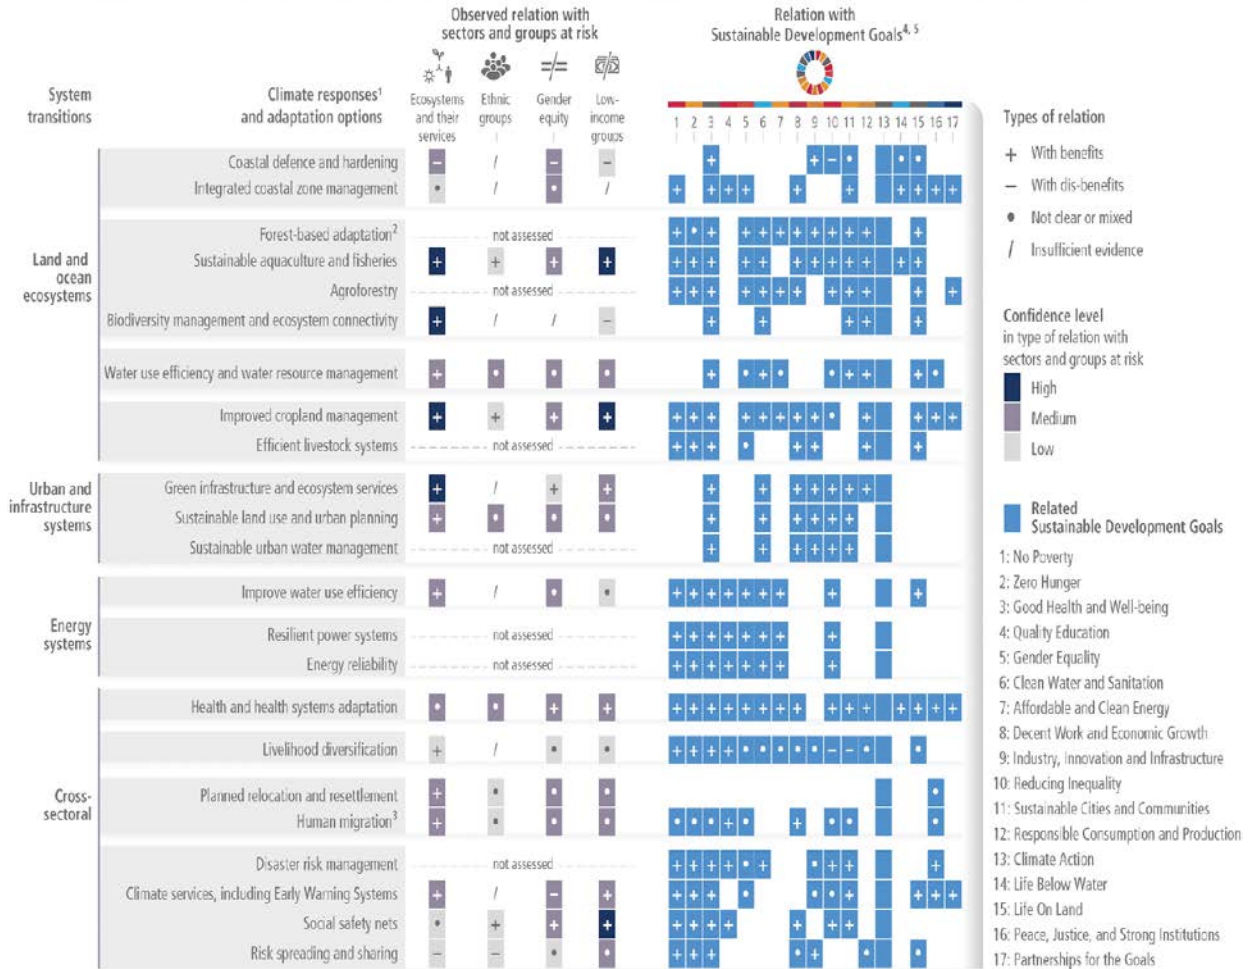 Observed relation with
sectors and groups at risk
Relation with
Sustainable Development Goals4, 5
System
transitions
Climate responses1
and adaptation options
Ecosystems
and their
services
Ethnic
groups
Gender
equity
Low-
income
groups
1 2 3 4 5 6 7 8 9 10 11 12 13 14 15 16 17
Land and
ocean
ecosystems
Coastal defence and hardening
– / – –
+ + – • • •
Integrated coastal zone management
• / • /
+ + + + + + + + + +
Forest-based adaptation2
not assessed
+ • + + + + + + + + + +
Sustainable aquaculture and fisheries
+ + + +
+ + + + + + + + + + + +
Agroforestry
not assessed
+ + + + + + + + + + + +
Biodiversity management and ecosystem connectivity
+ / / –
+ + + + +
Water use efficiency and water resource management
+ • • •
+ • + • • + + + •
Improved cropland management
+ + + +
+ + + + + + + + • + + + +
Efficient livestock systems
not assessed
+ + + • + + + +
Urban and
infrastructure
systems
Green infrastructure and ecosystem services
+ / + +
+ + + + + + +
Sustainable land use and urban planning
+ • • •
+ + + + + +
Sustainable urban water management
not assessed
+ + + + + +
Energy
systems
Improve water use efficiency
+ / • •
+ + + + + + + + +
Resilient power systems
not assessed
+ + + + + + + +
Energy reliability
not assessed
+ + + + + + + +
Cross-
sectoral
Health and health systems adaptation
• • + +
+ + + + + + + + + + + + + + +
Livelihood diversification
+ / • •
+ + + + • • • • • – – • •
Planned relocation and resettlement
+ • • •
•
Human migration3
+ • • •
• • • + • + • • •
Disaster risk management
not assessed
+ + + + • + • + + +
Climate services, including Early Warning Systems
+ / – +
+ + + • • • + + + +
Social safety nets
• + + +
+ + + + + + +
Risk spreading and sharing
– – • •
+ + + • + • •
Types of relation
+ With benefits
– With dis-benefits
• Not clear or mixed
/ Insufficient evidence
Confidence level
in type of relation with
sectors and groups at risk
High
Medium
Low
Related
Sustainable Development Goals
1: No Poverty
2: Zero Hunger
3: Good Health and Well-being
4: Quality Education
5: Gender Equality
6: Clean Water and Sanitation
7: Affordable and Clean Energy
8: Decent Work and Economic Growth
9: Industry, Innovation and Infrastructure
10: Reducing Inequality
11: Sustainable Cities and Communities
12: Responsible Consumption and Production
13: Climate Action
14: Life Below Water
15: Life On Land
16: Peace, Justice, and Strong Institutions
17: Partnerships for the Goals